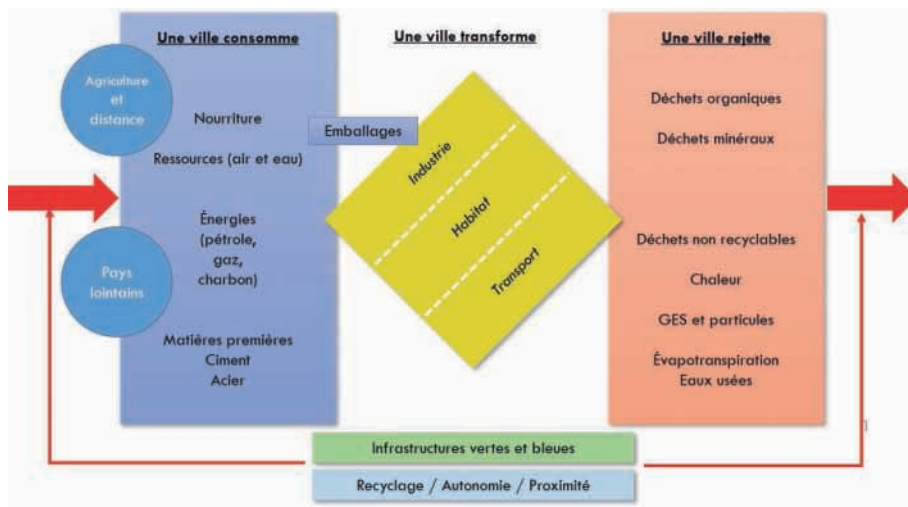 Une ville consomme
Agriculture
et
distance
Nourriture
Ressources (air et eau)
Énergies
(pétrole,
gaz,
charbon)
Pays
lointains
Matières premières
Ciment
Acier
Emballages
Une ville transforme
Industrie
Habitat
Transport
Une ville rejette
Déchets organiques
Déchets minéraux
Déchets non recyclables
Chaleur
GES et particules
Évapotranspiration
Eaux usées
Infrastructures vertes et bleues
Recyclage / Autonomie / Proximité